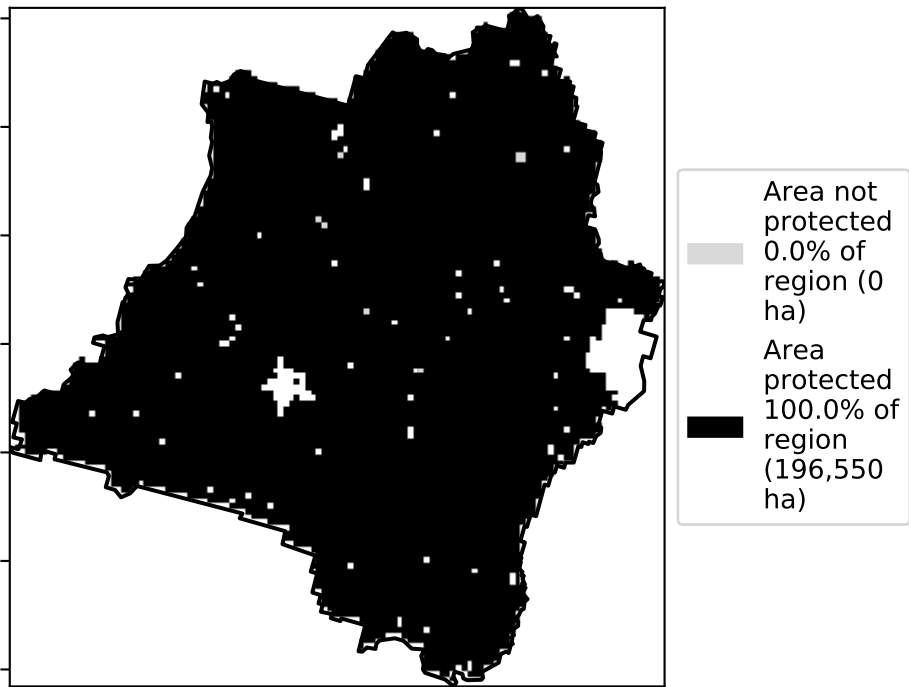 Area not
protected
0.0% of
region (0
ha)
Area
protected
100.0% of
region
(196,550
ha)